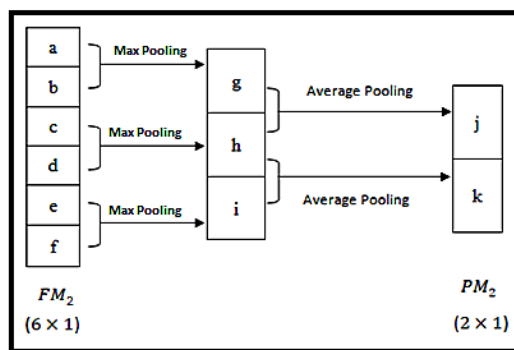 a
b
c
d
e
f
Max Pooling
Max Pooling
Max Pooling
g
h
i
Average Pooling
Average Pooling
j
k
FM₂
(6 × 1)
PM₂
(2 × 1)